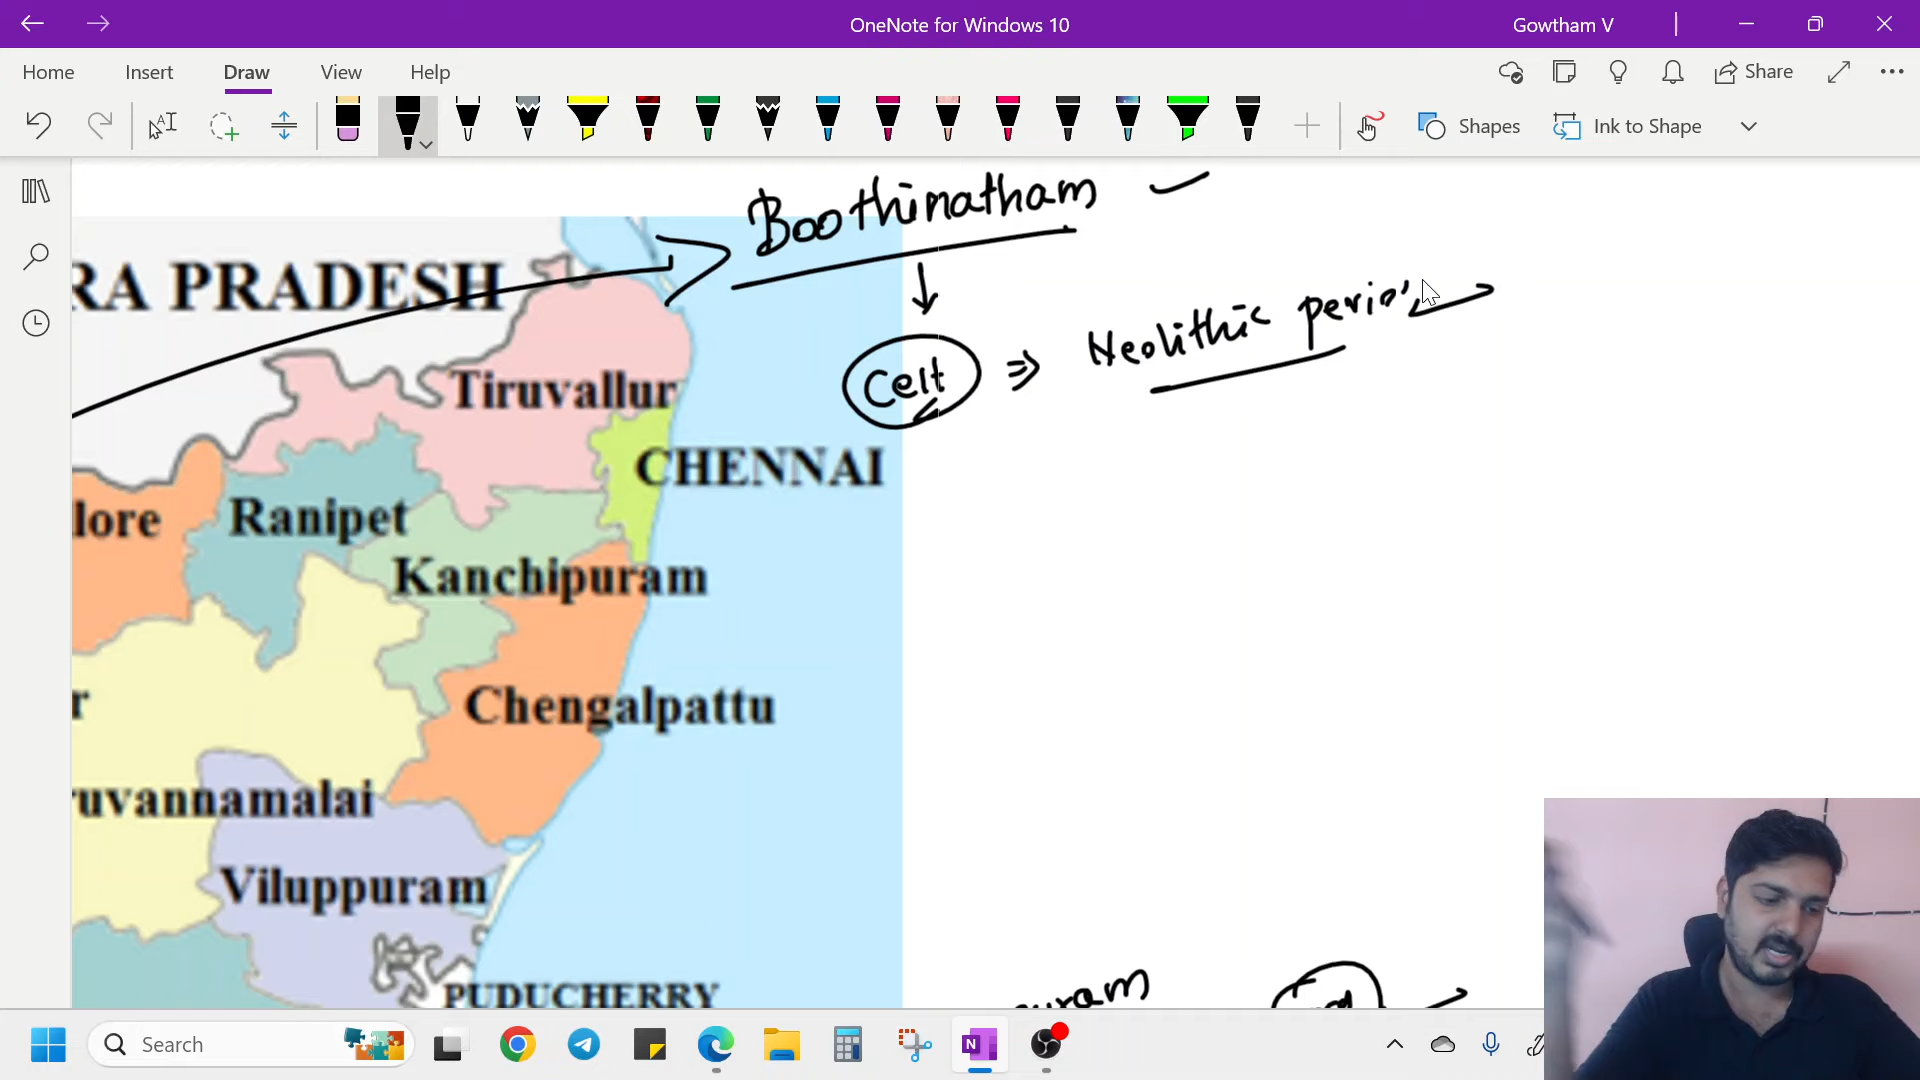 OneNote for Windows 10
Gowtham V
Home Insert Draw View Help
Share
Shapes
Ink to Shape
Boothinatham
RA PRADESH
Celt ⇒ Neolithic period
Tiruvallur
CHENNAI
lore
Ranipet
Kanchipuram
r
Chengalpattu
uvannamalai
Viluppuram
uram
PUDUCHERRY
Search